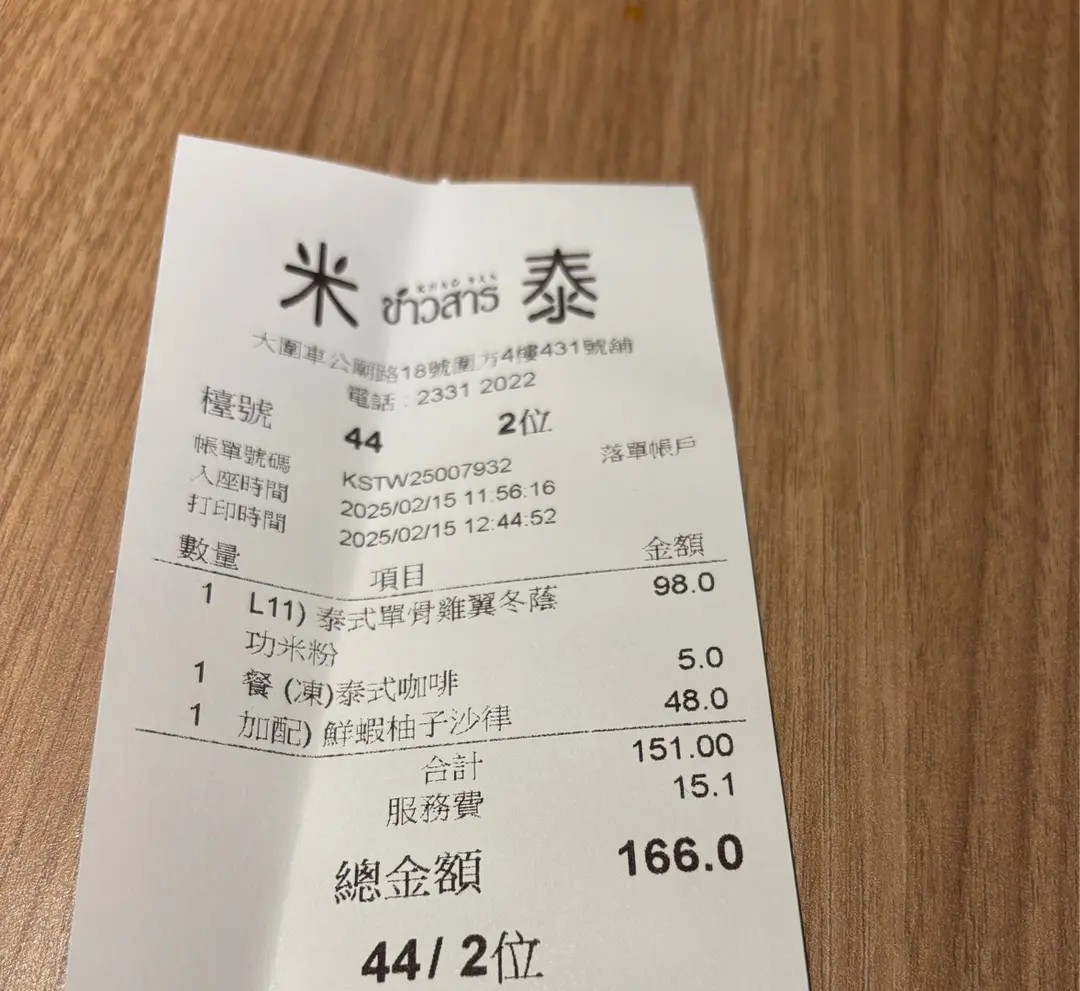 米 ข้าวสาร KHAO SAN 泰
大圍車公廟路18號圍方4樓431號舖
電話：2331 2022
檯號 44 2位
帳單號碼 KSTW25007932 落單帳戶
入座時間 2025/02/15 11:56:16
打印時間 2025/02/15 12:44:52
數量 項目 金額
1 L11) 泰式單骨雞翼冬蔭 98.0
功米粉
1 餐 (凍)泰式咖啡 5.0
1 加配) 鮮蝦柚子沙律 48.0
合計 151.00
服務費 15.1
總金額 166.0
44/ 2位